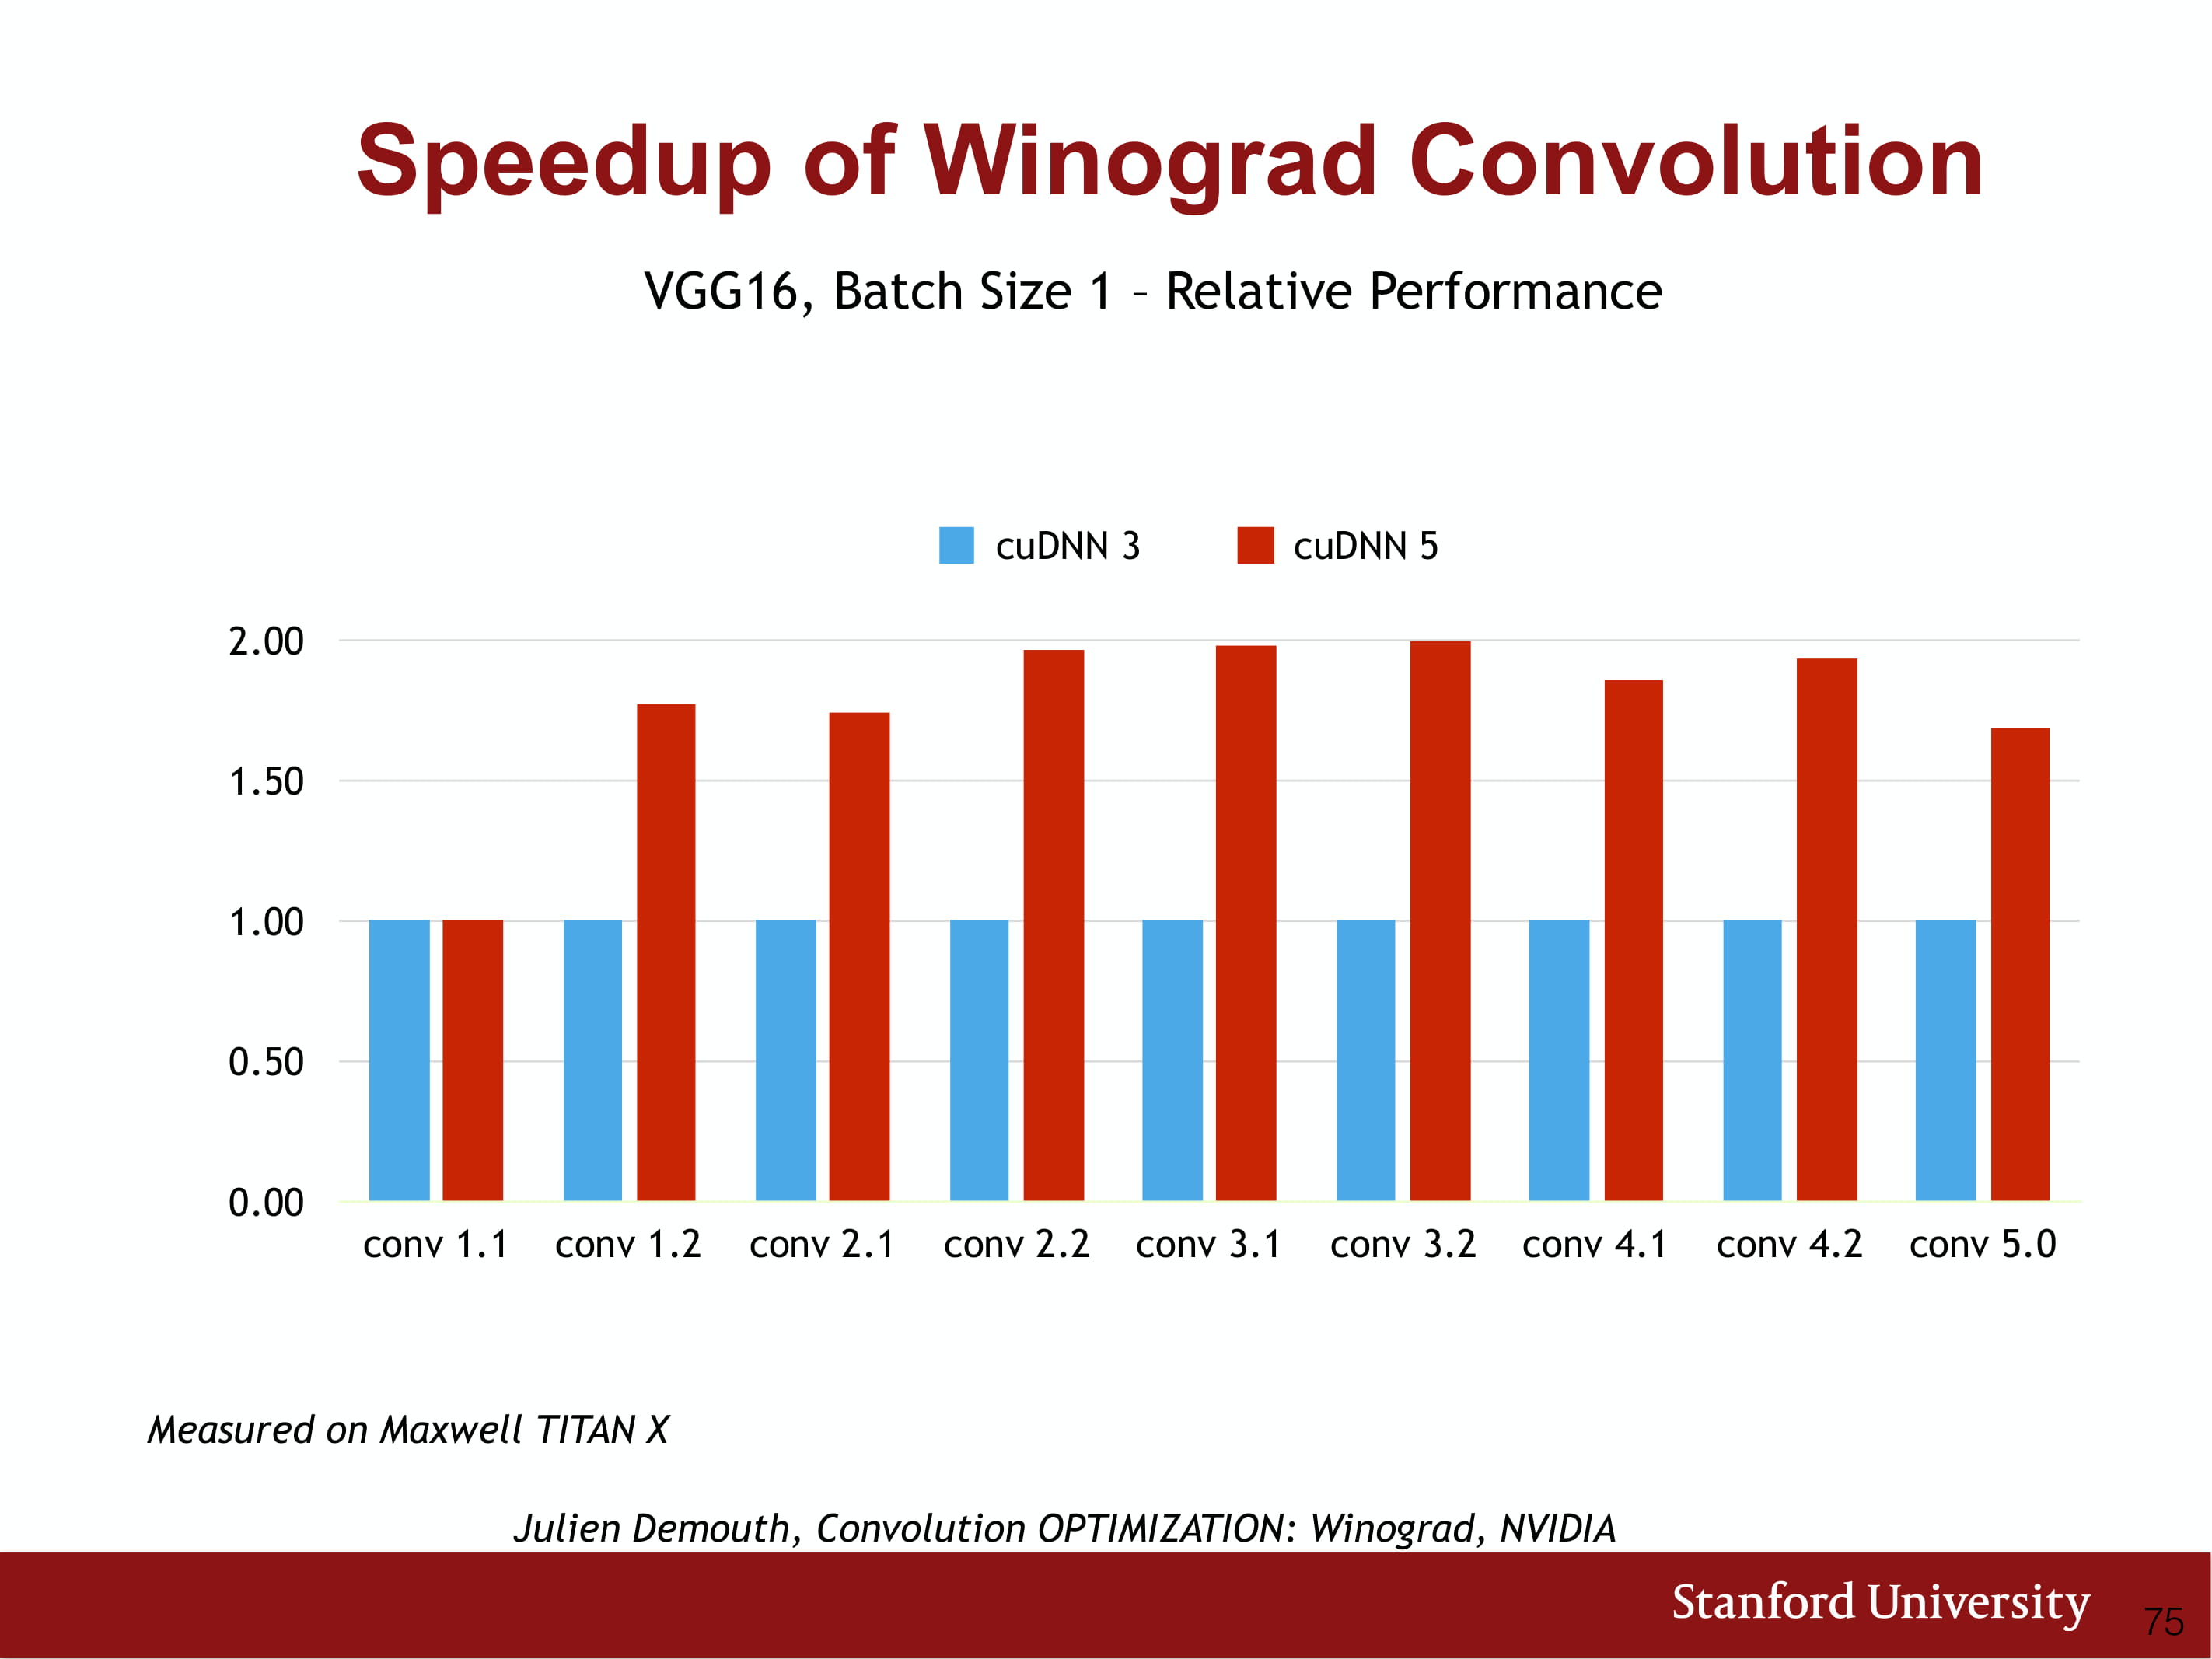 Speedup of Winograd Convolution
VGG16, Batch Size 1 – Relative Performance
cuDNN 3 cuDNN 5
2.00
1.50
1.00
0.50
0.00
conv 1.1 conv 1.2 conv 2.1 conv 2.2 conv 3.1 conv 3.2 conv 4.1 conv 4.2 conv 5.0
Measured on Maxwell TITAN X
Julien Demouth, Convolution OPTIMIZATION: Winograd, NVIDIA
Stanford University 75